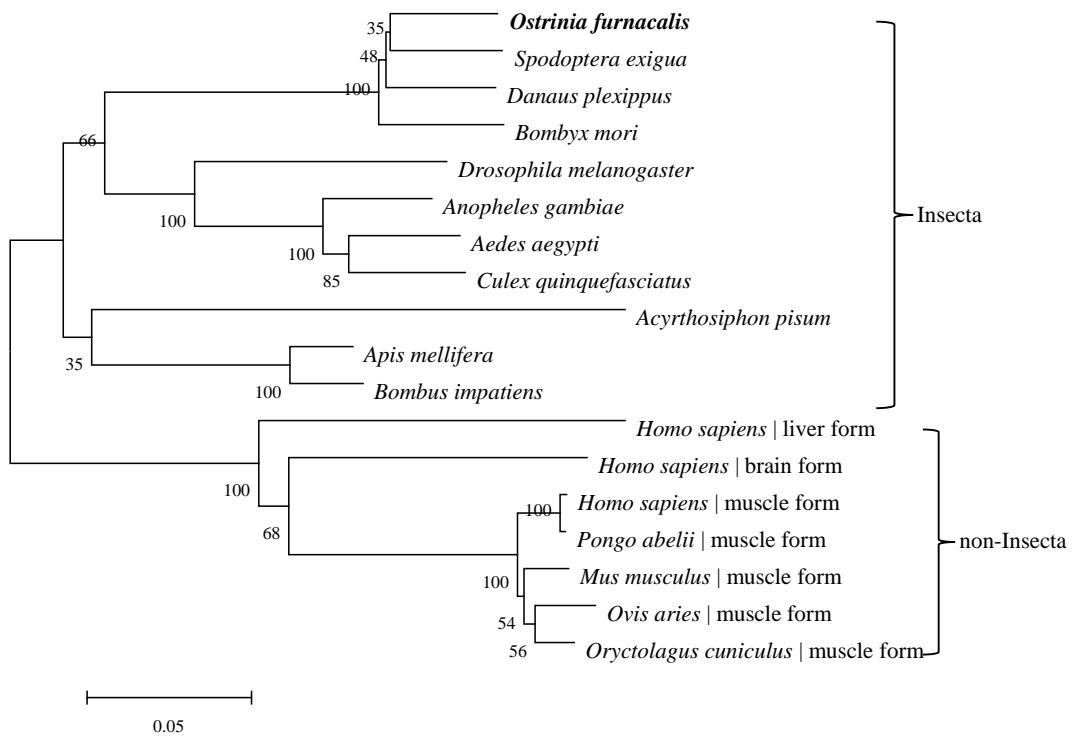 35
Ostrinia furnacalis
48
Spodoptera exigua
100
Danaus plexippus
Bombyx mori
66
Drosophila melanogaster
100
Anopheles gambiae
Insecta
100
Aedes aegypti
85
Culex quinquefasciatus
Acyrthosiphon pisum
35
Apis mellifera
100
Bombus impatiens
Homo sapiens | liver form
100
Homo sapiens | brain form
68
100
Homo sapiens | muscle form
Pongo abelii | muscle form
non-Insecta
100
Mus musculus | muscle form
54
Ovis aries | muscle form
56
Oryctolagus cuniculus | muscle form
0.05